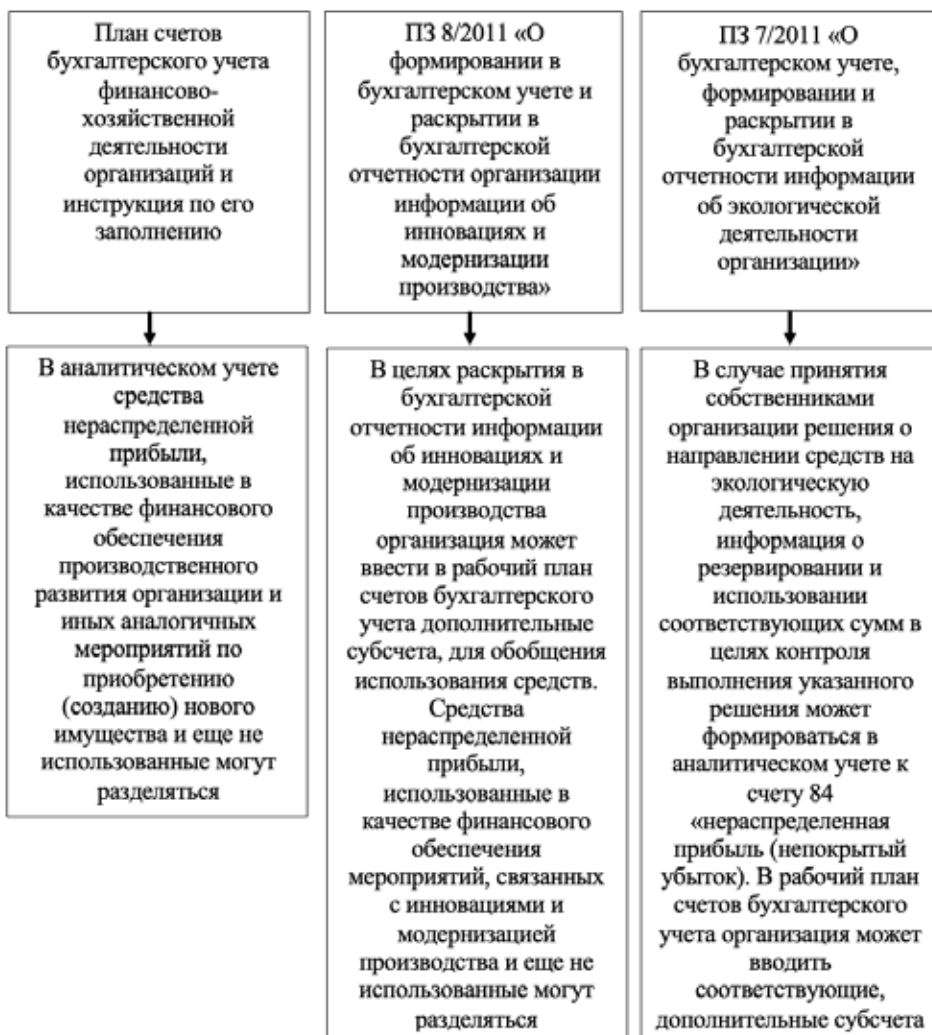 План счетов
бухгалтерского учета
финансово-
хозяйственной
деятельности
организаций и
инструкция по его
заполнению
ПЗ 8/2011 «О
формировании в
бухгалтерском учете и
раскрытии в
бухгалтерской
отчетности организации
информации об
инновациях и
модернизации
производства»
ПЗ 7/2011 «О
бухгалтерском учете,
формировании и
раскрытии в
бухгалтерской
отчетности информации
об экологической
деятельности
организации»
В аналитическом учете
средства
нераспределенной
прибыли,
использованные в
качестве финансового
обеспечения
производственного
развития организации и
иных аналогичных
мероприятий по
приобретению
(созданию) нового
имущества и еще не
использованные могут
разделяться
В целях раскрытия в
бухгалтерской
отчетности информации
об инновациях и
модернизации
производства
организация может
ввести в рабочий план
счетов бухгалтерского
учета дополнительные
субсчета, для обобщения
использования средств.
Средства
нераспределенной
прибыли,
использованные в
качестве финансового
обеспечения
мероприятий, связанных
с инновациями и
модернизацией
производства и еще не
использованные могут
разделяться
В случае принятия
собственниками
организации решения о
направлении средств на
экологическую
деятельность,
информация о
резервировании и
использовании
соответствующих сумм в
целях контроля
выполнения указанного
решения может
формироваться в
аналитическом учете к
счету 84
«нераспределенная
прибыль (непокрытый
убыток). В рабочий план
счетов бухгалтерского
учета организация может
вводить
соответствующие,
дополнительные субсчета